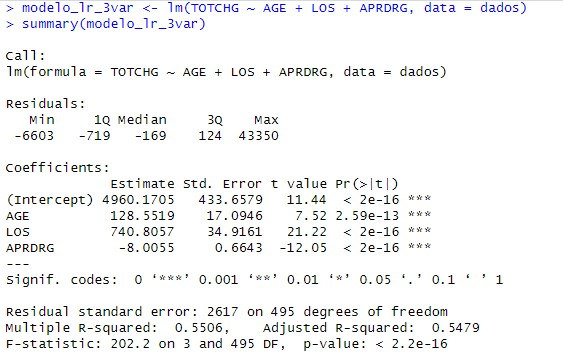 > modelo_lr_3var <- lm(TOTCHG ~ AGE + LOS + APRDRG, data = dados)
> summary(modelo_lr_3var)
Call:
lm(formula = TOTCHG ~ AGE + LOS + APRDRG, data = dados)
Residuals:
Min 1Q Median 3Q Max
-6603 -719 -169 124 43350
Coefficients:
Estimate Std. Error t value Pr(>|t|)
(Intercept) 4960.1705 433.6579 11.44 < 2e-16 ***
AGE 128.5519 17.0946 7.52 2.59e-13 ***
LOS 740.8057 34.9161 21.22 < 2e-16 ***
APRDRG -8.0055 0.6643 -12.05 < 2e-16 ***
---
Signif. codes: 0 ‘***’ 0.001 ‘**’ 0.01 ‘*’ 0.05 ‘.’ 0.1 ‘ ’ 1
Residual standard error: 2617 on 495 degrees of freedom
Multiple R-squared: 0.5506, Adjusted R-squared: 0.5479
F-statistic: 202.2 on 3 and 495 DF, p-value: < 2.2e-16